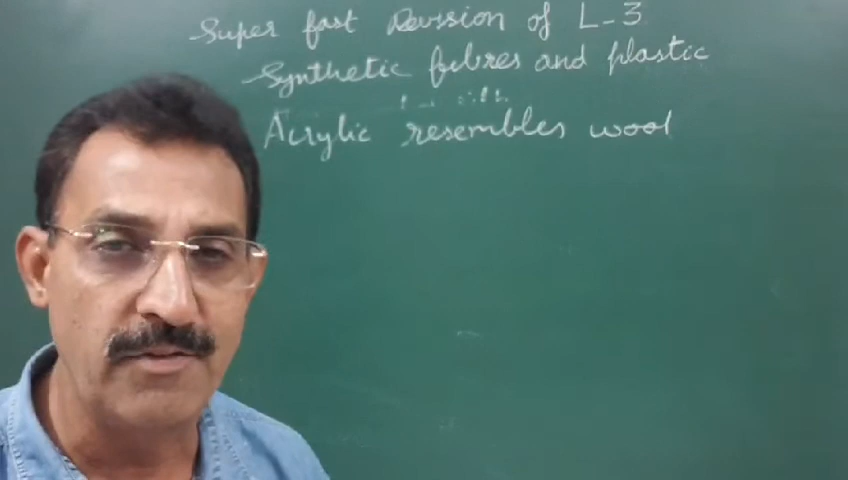 Super fast Revision of L-3
Synthetic fibres and plastic
Acrylic resembles wool